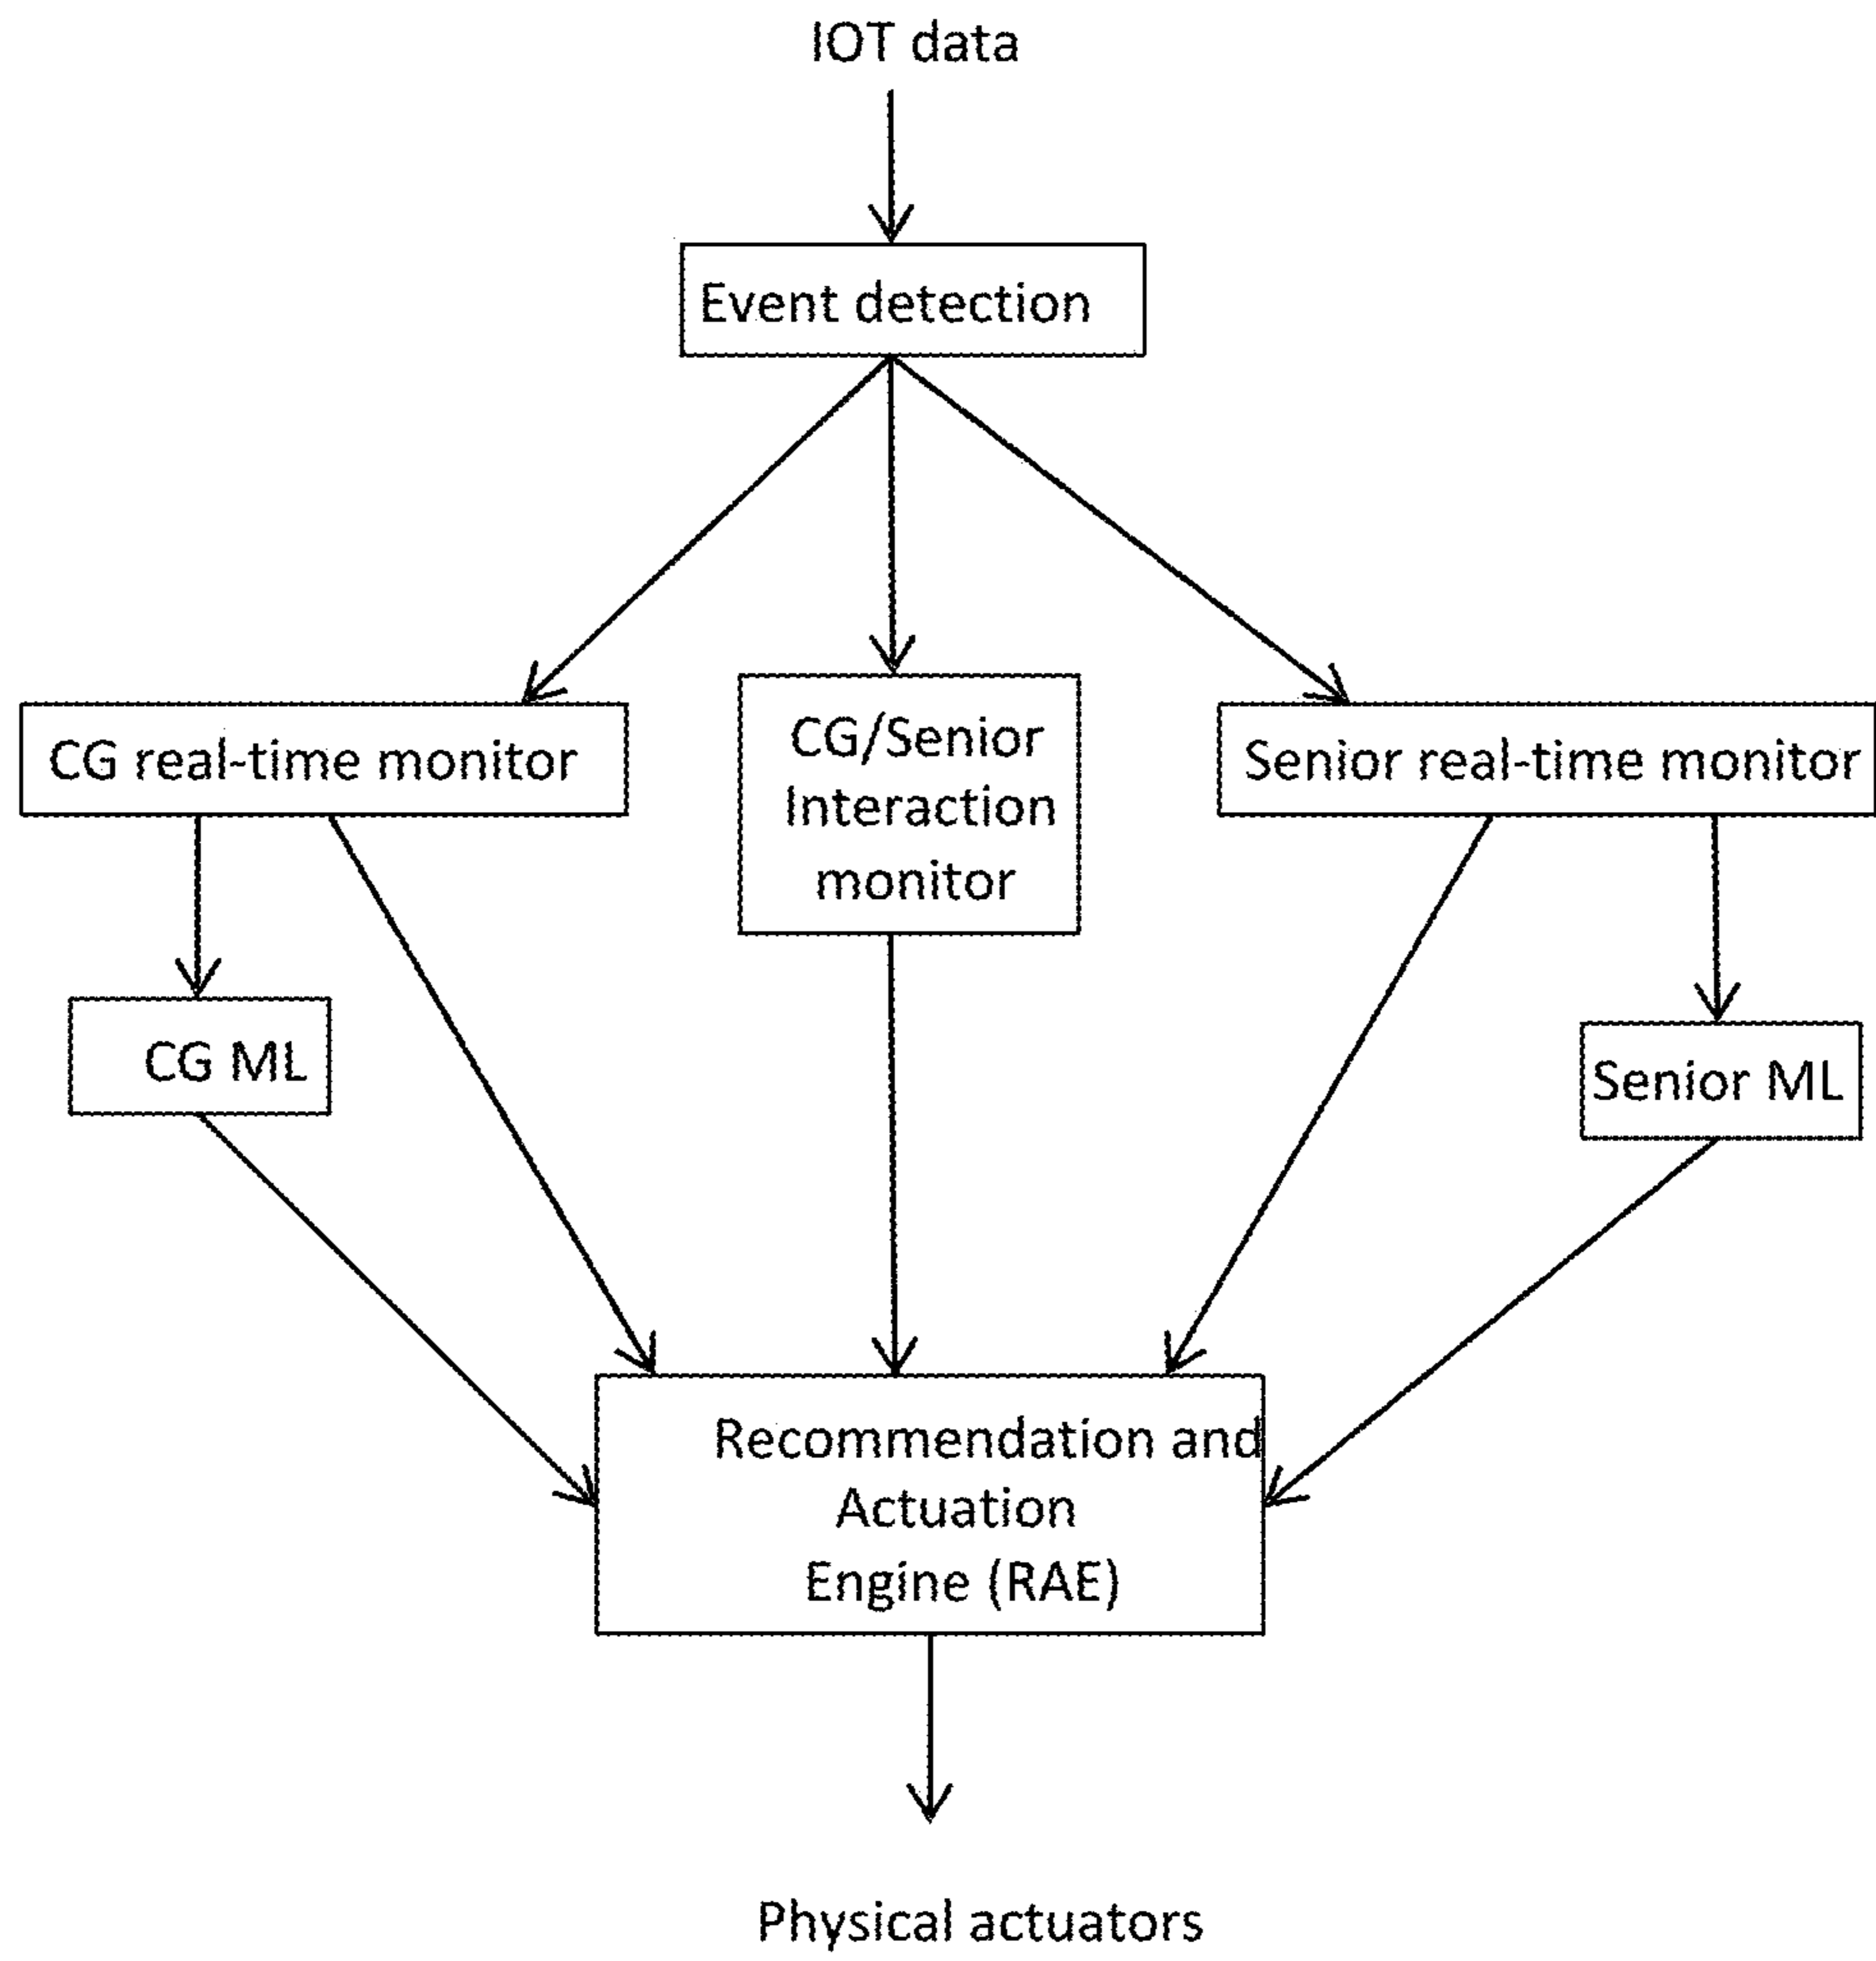 IOT data
Event detection
CG real-time monitor
CG/Senior
Interaction
monitor
Senior real-time monitor
CG ML
Senior ML
Recommendation and
Actuation
Engine (RAE)
Physical actuators